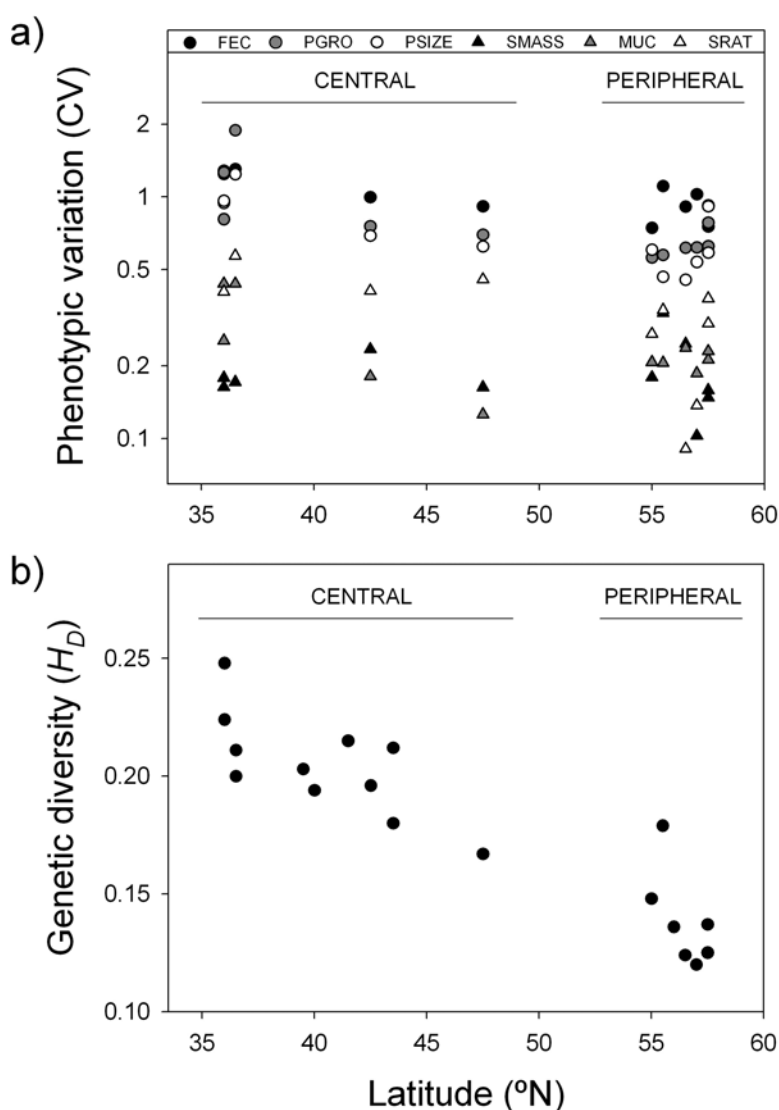 a)
FEC PGRO PSIZE SMASS MUC SRAT
CENTRAL PERIPHERAL
Phenotypic variation (CV)
2
1
0.5
0.2
0.1
35 40 45 50 55 60
b)
CENTRAL PERIPHERAL
Genetic diversity (H_D)
0.25
0.20
0.15
0.10
35 40 45 50 55 60
Latitude (ºN)